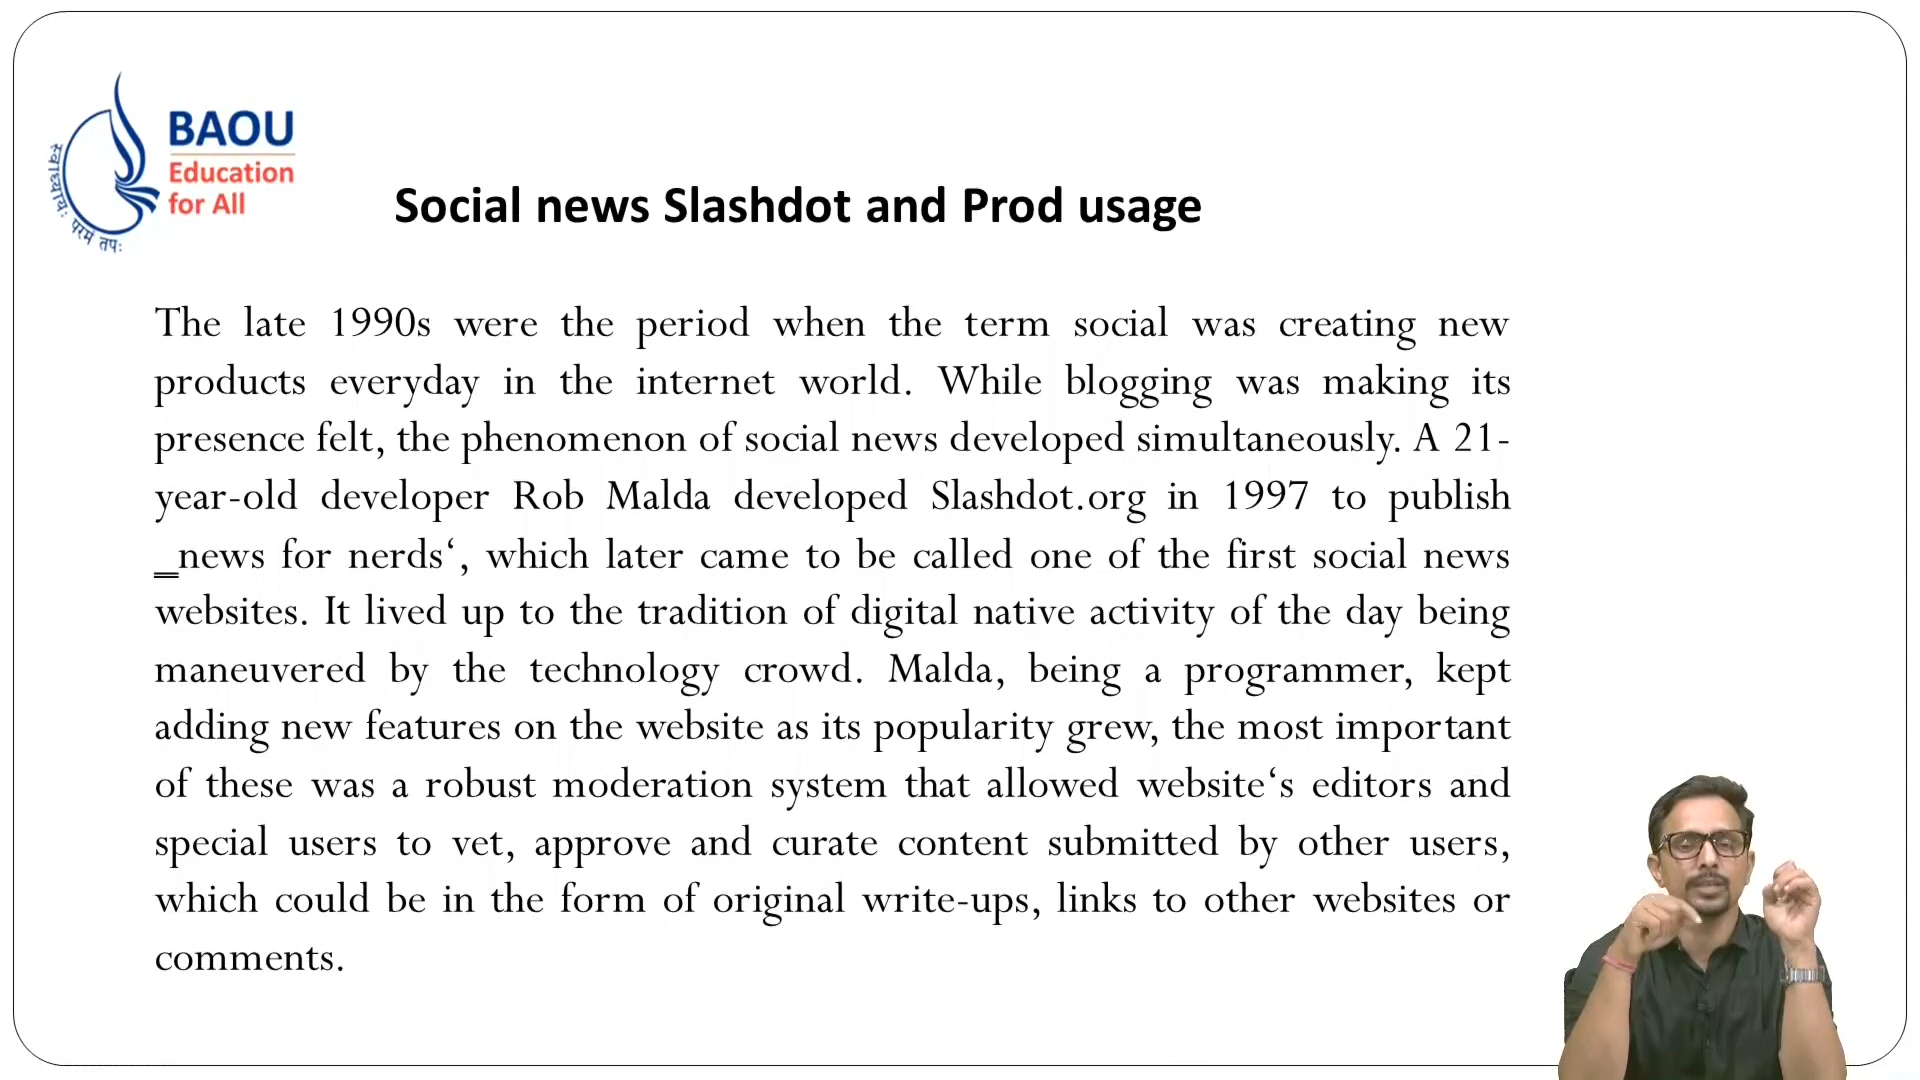 BAOU
Education
for All
स्वाध्यायः परमं तपः
Social news Slashdot and Prod usage
The late 1990s were the period when the term social was creating new
products everyday in the internet world. While blogging was making its
presence felt, the phenomenon of social news developed simultaneously. A 21-
year-old developer Rob Malda developed Slashdot.org in 1997 to publish
‗news for nerds‘, which later came to be called one of the first social news
websites. It lived up to the tradition of digital native activity of the day being
maneuvered by the technology crowd. Malda, being a programmer, kept
adding new features on the website as its popularity grew, the most important
of these was a robust moderation system that allowed website‘s editors and
special users to vet, approve and curate content submitted by other users,
which could be in the form of original write-ups, links to other websites or
comments.